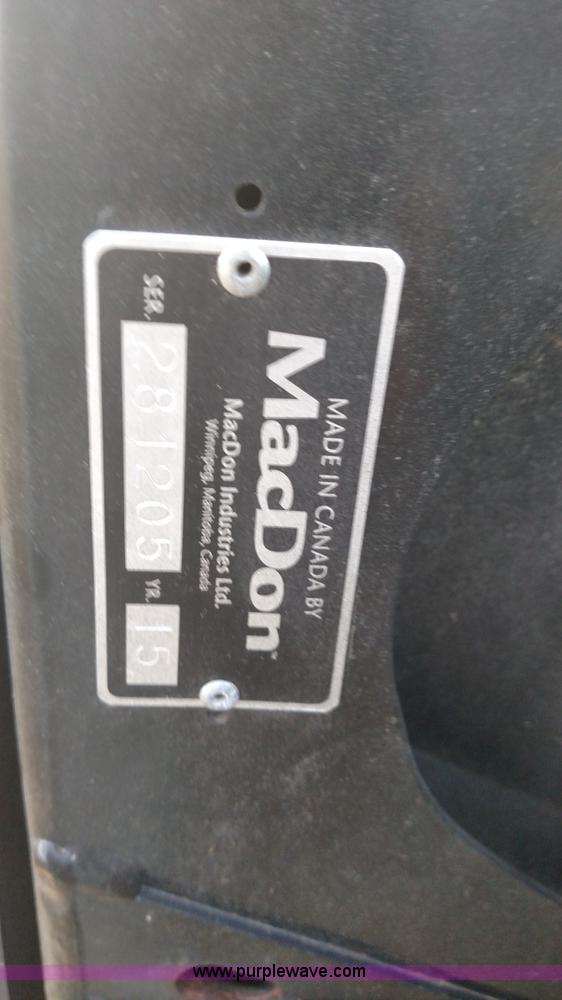 MADE IN CANADA BY
MacDon
MacDon Industries Ltd.
Winnipeg, Manitoba, Canada
SER. 281205 YR. 15
www.purplewave.com